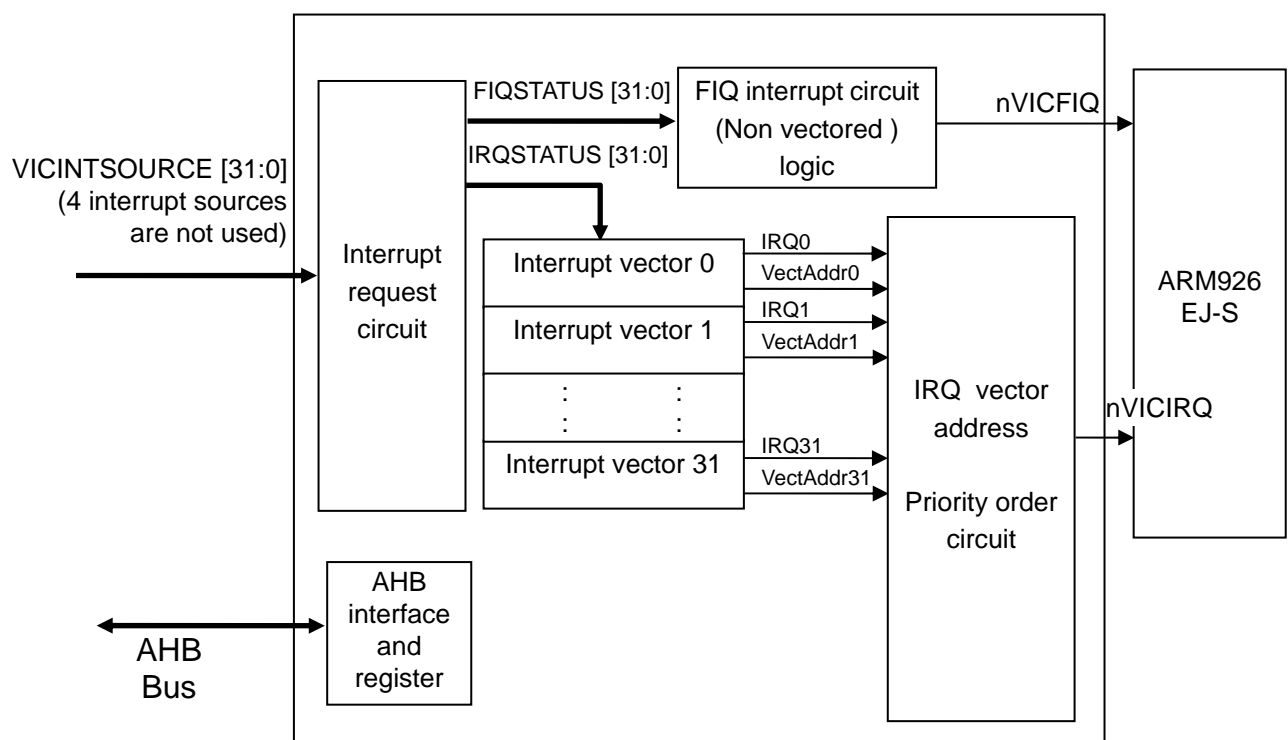 FIQSTATUS [31:0]
FIQ interrupt circuit
(Non vectored )
logic
nVICFIQ
IRQSTATUS [31:0]
VICINTSOURCE [31:0]
(4 interrupt sources
are not used)
Interrupt
request
circuit
Interrupt vector 0
IRQ0
VectAddr0
Interrupt vector 1
IRQ1
VectAddr1
: :
: :
Interrupt vector 31
IRQ31
VectAddr31
IRQ vector
address
Priority order
circuit
nVICIRQ
ARM926
EJ-S
AHB
interface
and
register
AHB
Bus